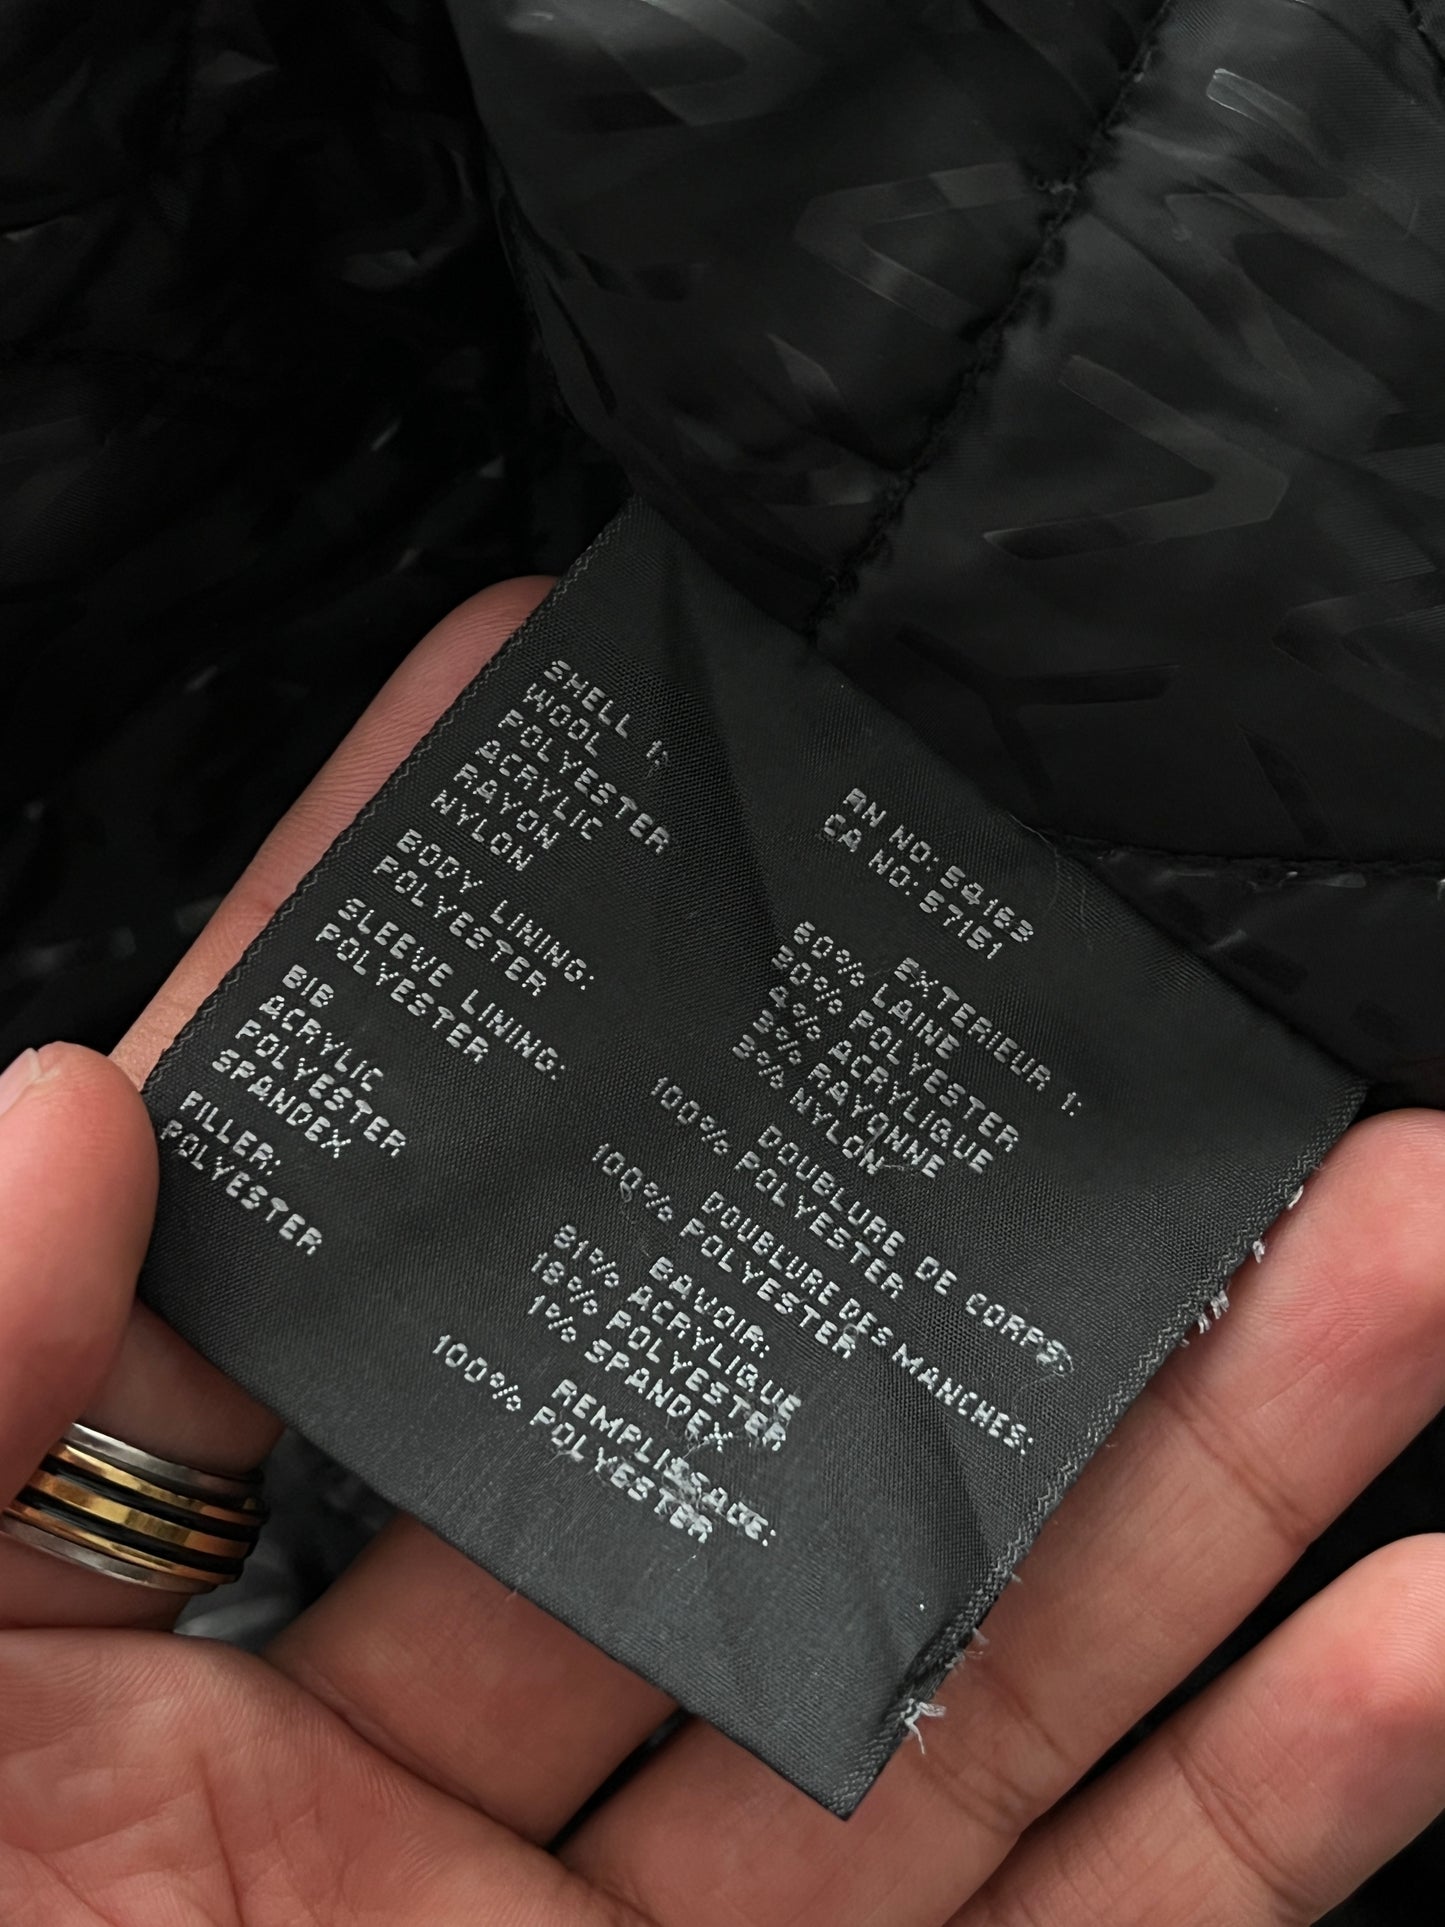 RN NO: 54163
CA NO: 57151
SHELL 1: EXTERIEUR 1:
WOOL 60% LAINE
POLYESTER 30% POLYESTER
ACRYLIC 4% ACRYLIQUE
RAYON 3% RAYONNE
NYLON 3% NYLON
BODY LINING: DOUBLURE DE CORPS:
POLYESTER 100% POLYESTER
SLEEVE LINING: DOUBLURE DES MANCHES:
POLYESTER 100% POLYESTER
BIB BAVOIR:
ACRYLIC 81% ACRYLIQUE
POLYESTER 18% POLYESTER
SPANDEX 1% SPANDEX
FILLER: REMPLISSAGE:
POLYESTER 100% POLYESTER